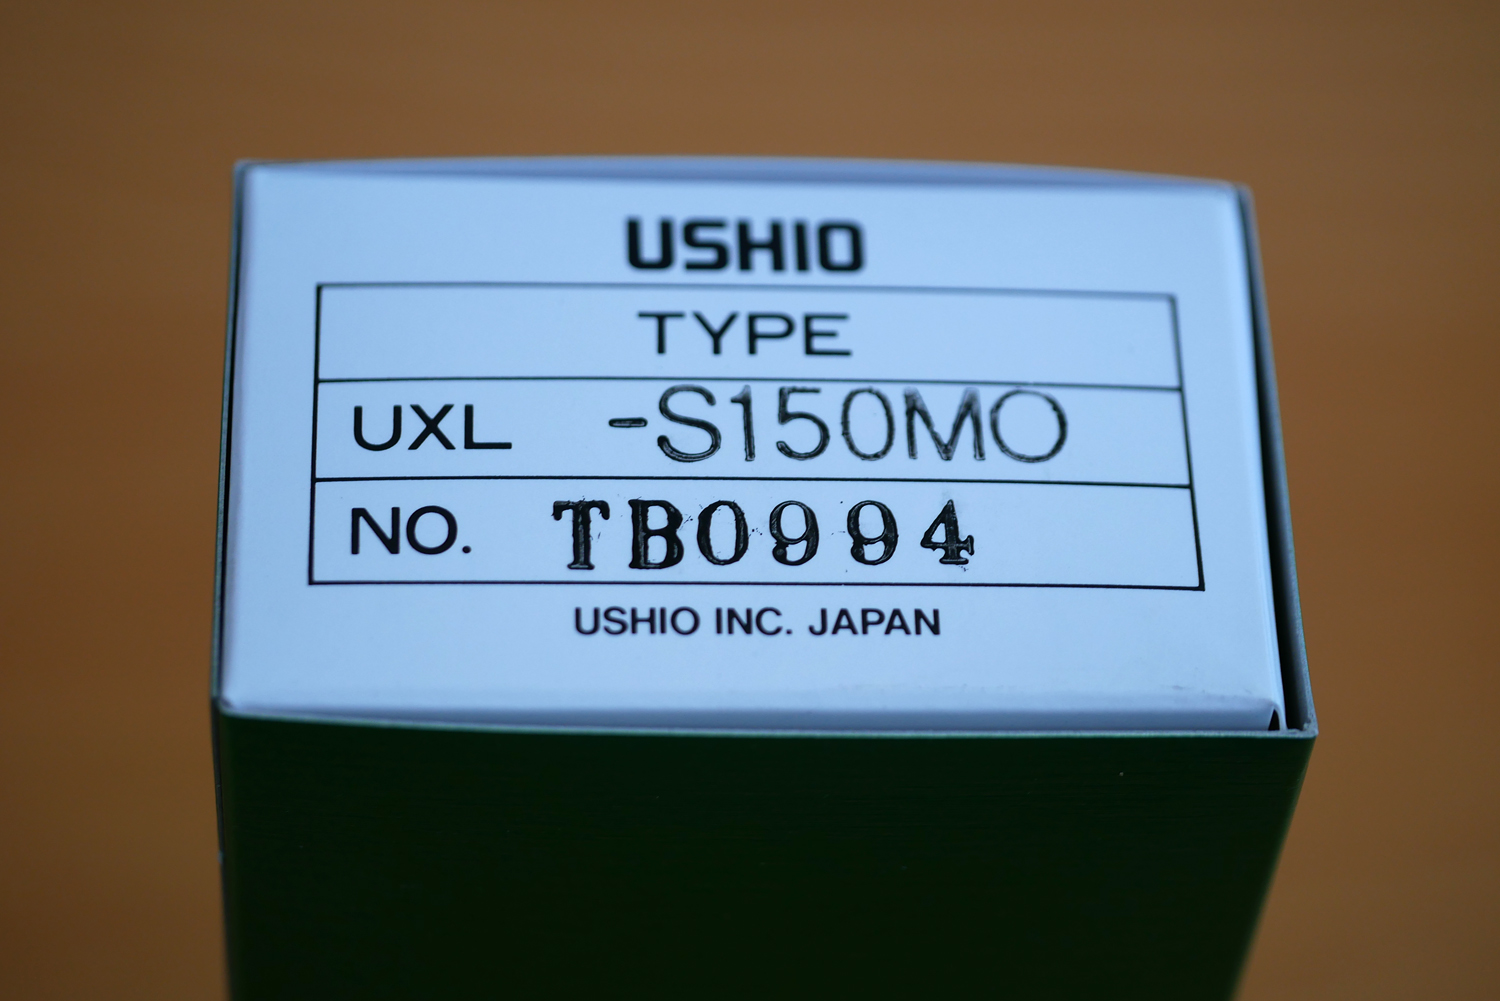 USHIO
TYPE
UXL -S150MO
NO. TB0994
USHIO INC. JAPAN